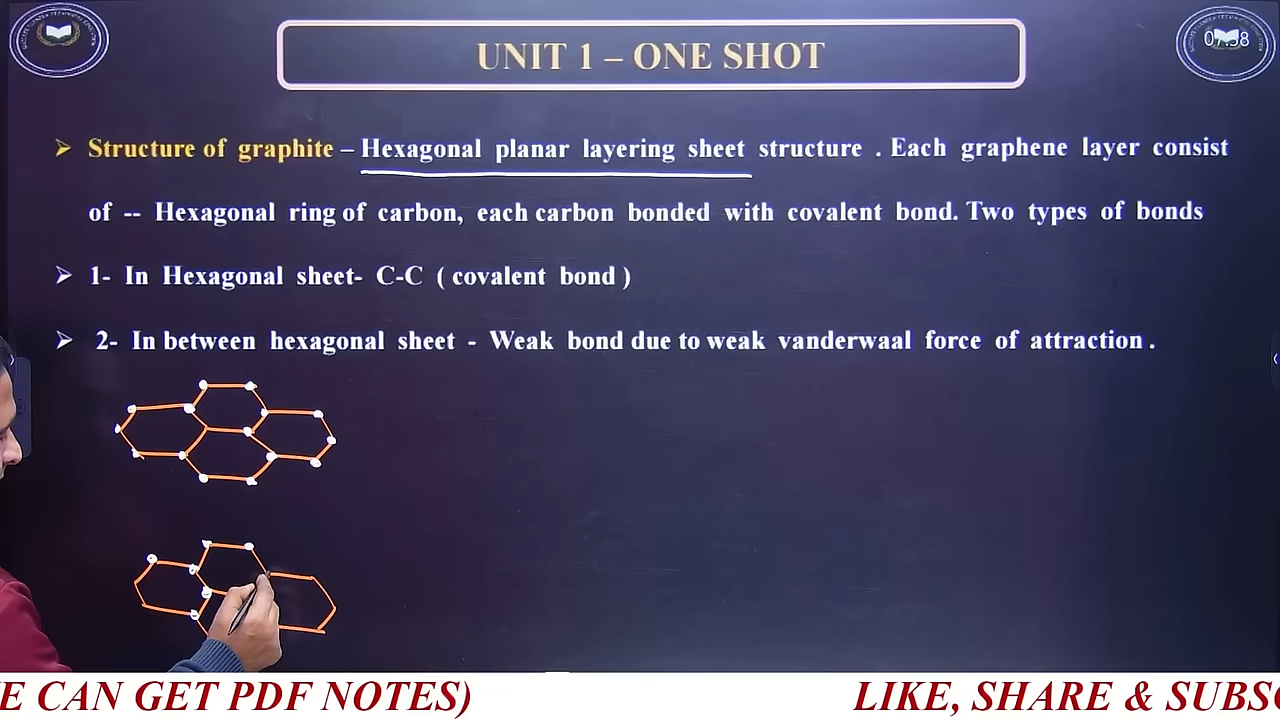 UNIT 1 – ONE SHOT
07:38
➢ Structure of graphite – Hexagonal planar layering sheet structure . Each graphene layer consist
of -- Hexagonal ring of carbon, each carbon bonded with covalent bond. Two types of bonds
➢ 1- In Hexagonal sheet- C-C ( covalent bond )
➢ 2- In between hexagonal sheet - Weak bond due to weak vanderwaal force of attraction .
E CAN GET PDF NOTES) LIKE, SHARE & SUBS